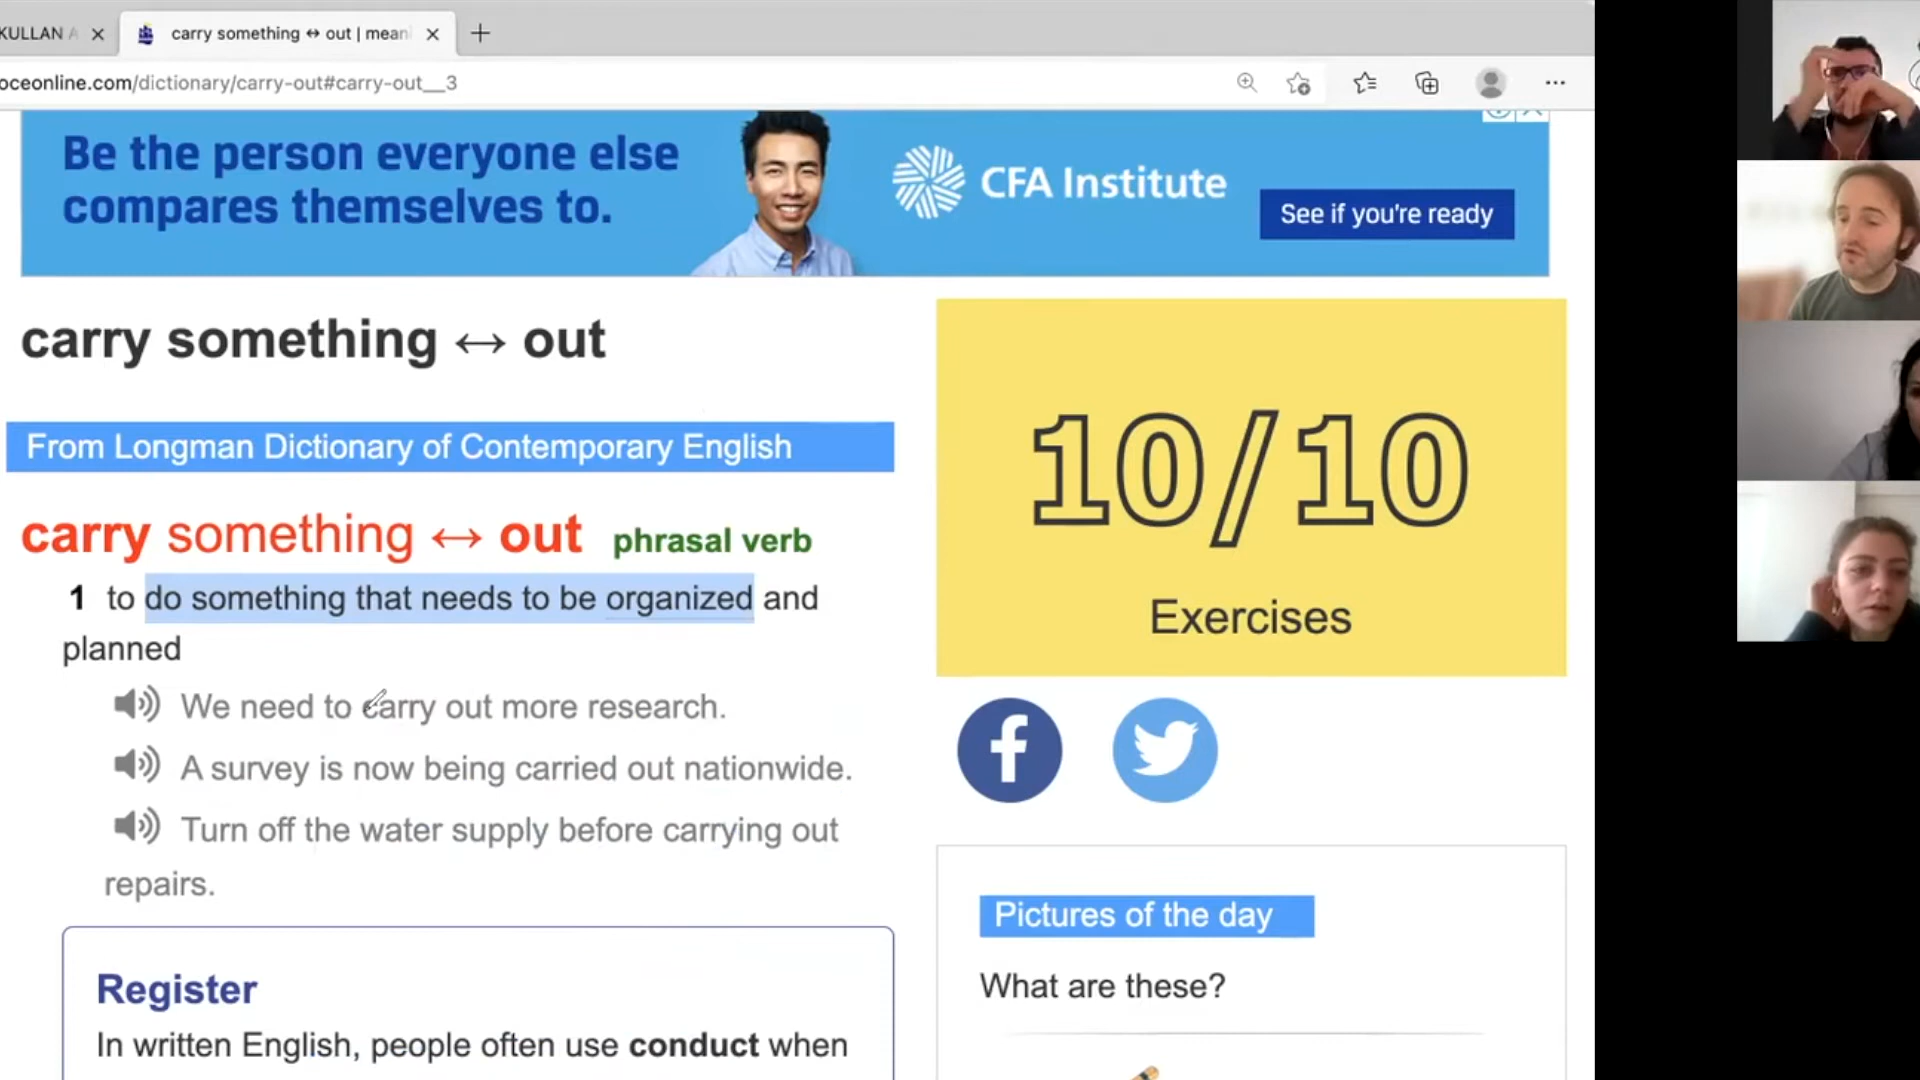 KULLAN A
carry something ↔ out | mean
oceonline.com/dictionary/carry-out#carry-out__3
Be the person everyone else
compares themselves to.
CFA Institute
See if you're ready
carry something ↔ out
From Longman Dictionary of Contemporary English
carry something ↔ out phrasal verb
1 to do something that needs to be organized and
planned
We need to carry out more research.
A survey is now being carried out nationwide.
Turn off the water supply before carrying out
repairs.
Register
In written English, people often use conduct when
10/10
Exercises
Pictures of the day
What are these?